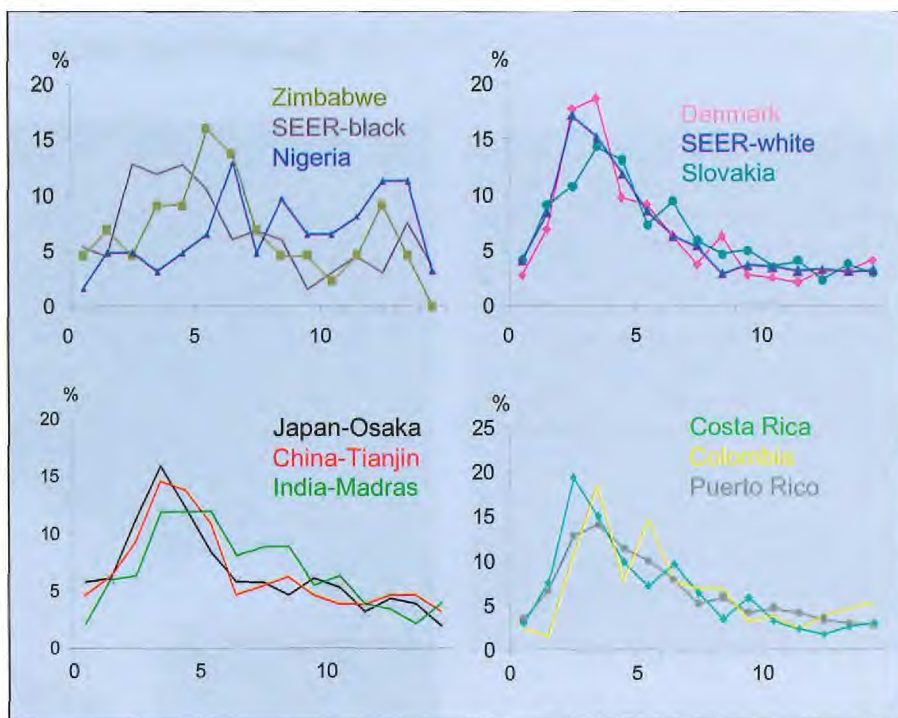 %
20
15
10
5
0
0 5 10
Zimbabwe
SEER-black
Nigeria
%
20
15
10
5
0
0 5 10
Denmark
SEER-white
Slovakia
%
20
15
10
5
0
0 5 10
Japan-Osaka
China-Tianjin
India-Madras
%
25
20
15
10
5
0
0 5 10
Costa Rica
Colombia
Puerto Rico